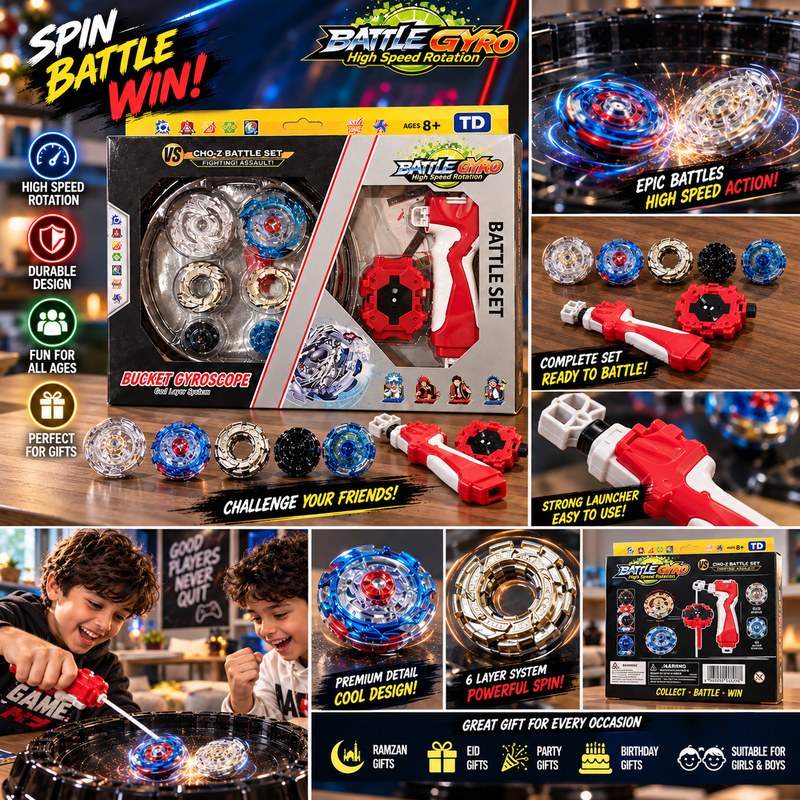 SPIN
BATTLE
WIN!
BATTLE GYRO
High Speed Rotation
HIGH SPEED
ROTATION
DURABLE
DESIGN
FUN FOR
ALL AGES
PERFECT
FOR GIFTS
AGES 8+
TD
VS
CHO-Z BATTLE SET
FIGHTING! ASSAULT!
BATTLE GYRO
High Speed Rotation
BATTLE SET
BUCKET GYROSCOPE
God Layer System
CHALLENGE YOUR FRIENDS!
EPIC BATTLES
HIGH SPEED ACTION!
COMPLETE SET
READY TO BATTLE!
STRONG LAUNCHER
EASY TO USE!
GOOD
PLAYERS
NEVER
QUIT
GAME
PREMIUM DETAIL
COOL DESIGN!
6 LAYER SYSTEM
POWERFUL SPIN!
8+
TD
BATTLE GYRO
High Speed Rotation
VS
CHO-Z BATTLE SET
COLLECT • BATTLE • WIN
GREAT GIFT FOR EVERY OCCASION
RAMZAN
GIFTS
EID
GIFTS
PARTY
GIFTS
BIRTHDAY
GIFTS
SUITABLE FOR
GIRLS & BOYS